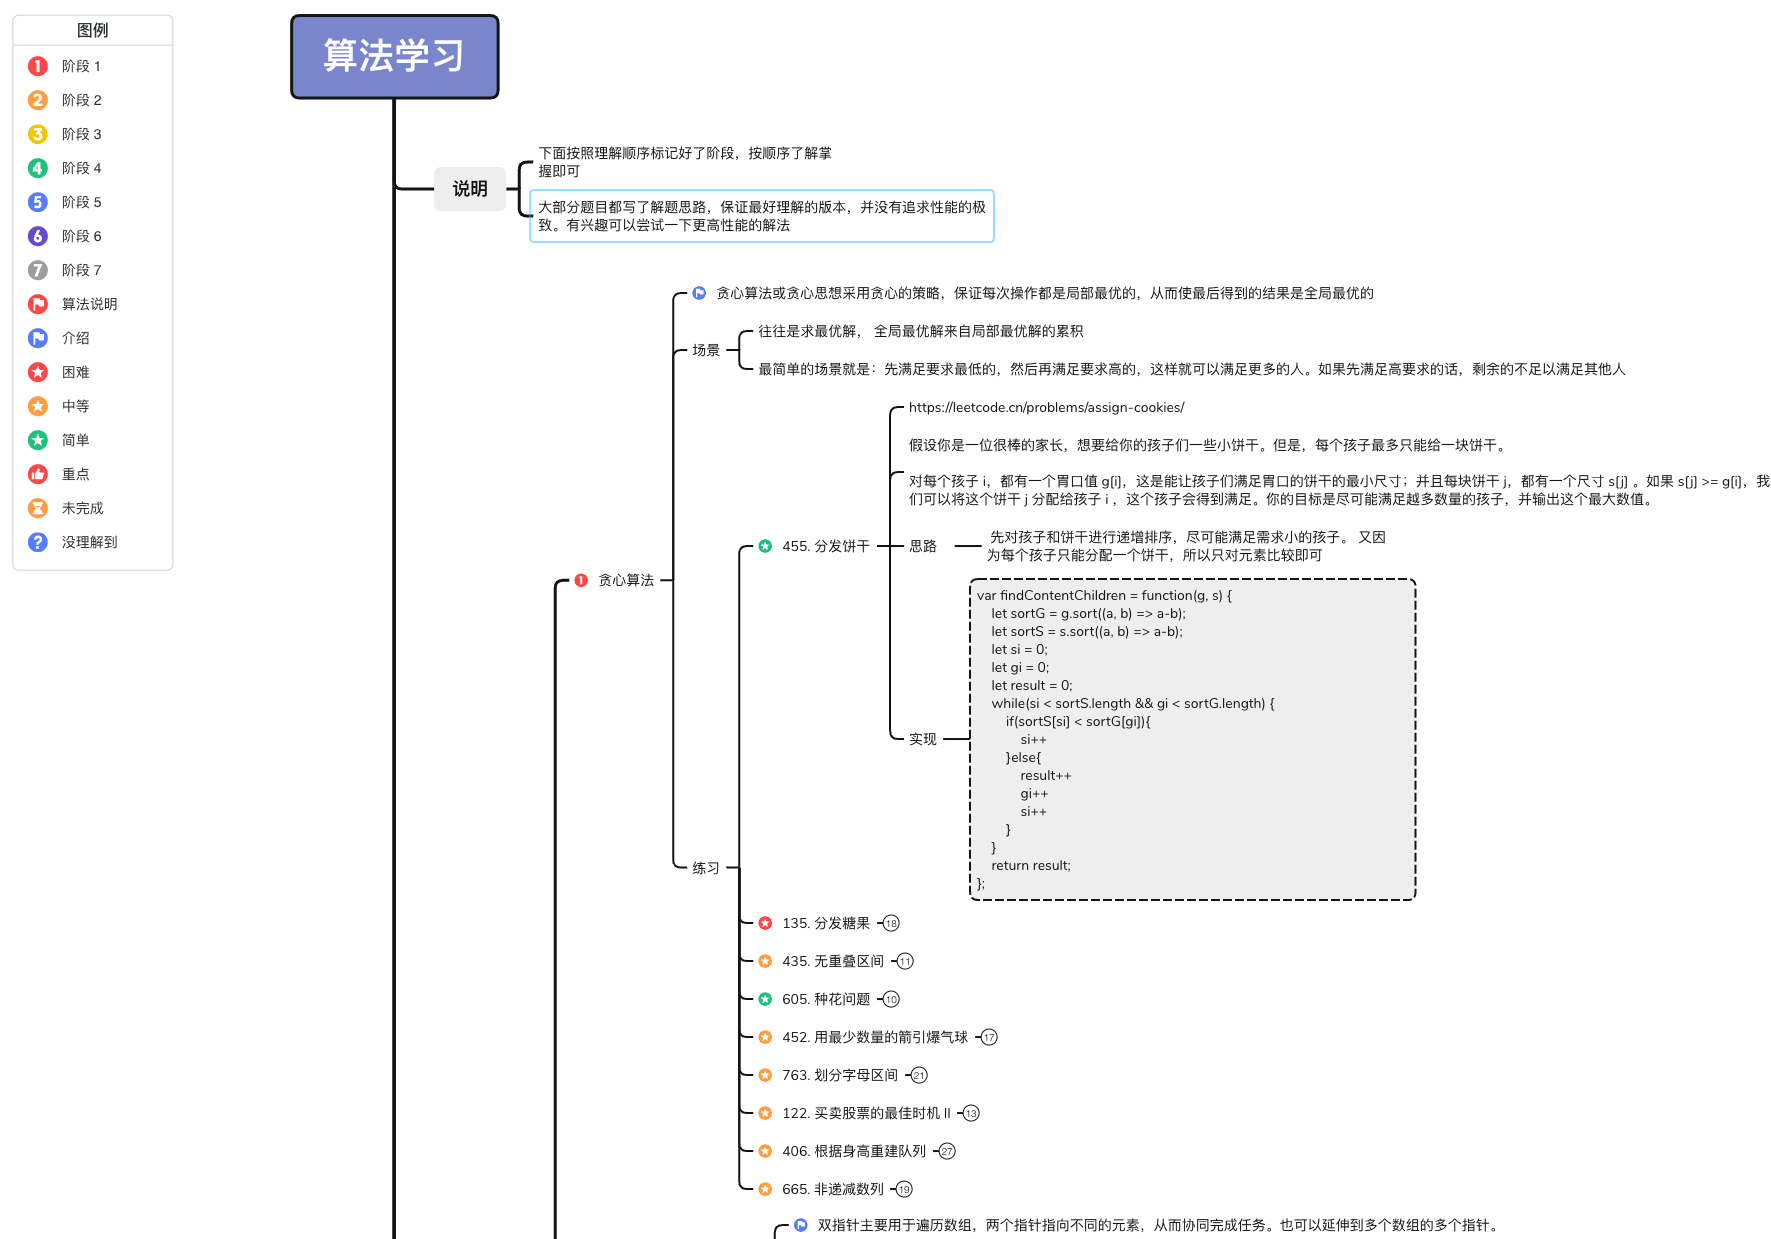 图例
阶段 1
阶段 2
阶段 3
阶段 4
阶段 5
阶段 6
阶段 7
算法说明
介绍
困难
中等
简单
重点
未完成
没理解到
算法学习
说明
下面按照理解顺序标记好了阶段，按顺序了解掌
握即可
大部分题目都写了解题思路，保证最好理解的版本，并没有追求性能的极
致。有兴趣可以尝试一下更高性能的解法
贪心算法
贪心算法或贪心思想采用贪心的策略，保证每次操作都是局部最优的，从而使最后得到的结果是全局最优的
场景
往往是求最优解， 全局最优解来自局部最优解的累积
最简单的场景就是：先满足要求最低的，然后再满足要求高的，这样就可以满足更多的人。如果先满足高要求的话，剩余的不足以满足其他人
练习
455. 分发饼干
https://leetcode.cn/problems/assign-cookies/
假设你是一位很棒的家长，想要给你的孩子们一些小饼干。但是，每个孩子最多只能给一块饼干。
对每个孩子 i，都有一个胃口值 g[i]，这是能让孩子们满足胃口的饼干的最小尺寸；并且每块饼干 j，都有一个尺寸 s[j] 。如果 s[j] >= g[i]，我
们可以将这个饼干 j 分配给孩子 i ，这个孩子会得到满足。你的目标是尽可能满足越多数量的孩子，并输出这个最大数值。
思路
先对孩子和饼干进行递增排序，尽可能满足需求小的孩子。 又因
为每个孩子只能分配一个饼干，所以只对元素比较即可
实现
var findContentChildren = function(g, s) {
    let sortG = g.sort((a, b) => a-b);
    let sortS = s.sort((a, b) => a-b);
    let si = 0;
    let gi = 0;
    let result = 0;
    while(si < sortS.length && gi < sortG.length) {
        if(sortS[si] < sortG[gi]){
            si++
        }else{
            result++
            gi++
            si++
        }
    }
    return result;
};
135. 分发糖果 18
435. 无重叠区间 11
605. 种花问题 10
452. 用最少数量的箭引爆气球 17
763. 划分字母区间 21
122. 买卖股票的最佳时机 II 13
406. 根据身高重建队列 27
665. 非递减数列 19
双指针主要用于遍历数组，两个指针指向不同的元素，从而协同完成任务。也可以延伸到多个数组的多个指针。